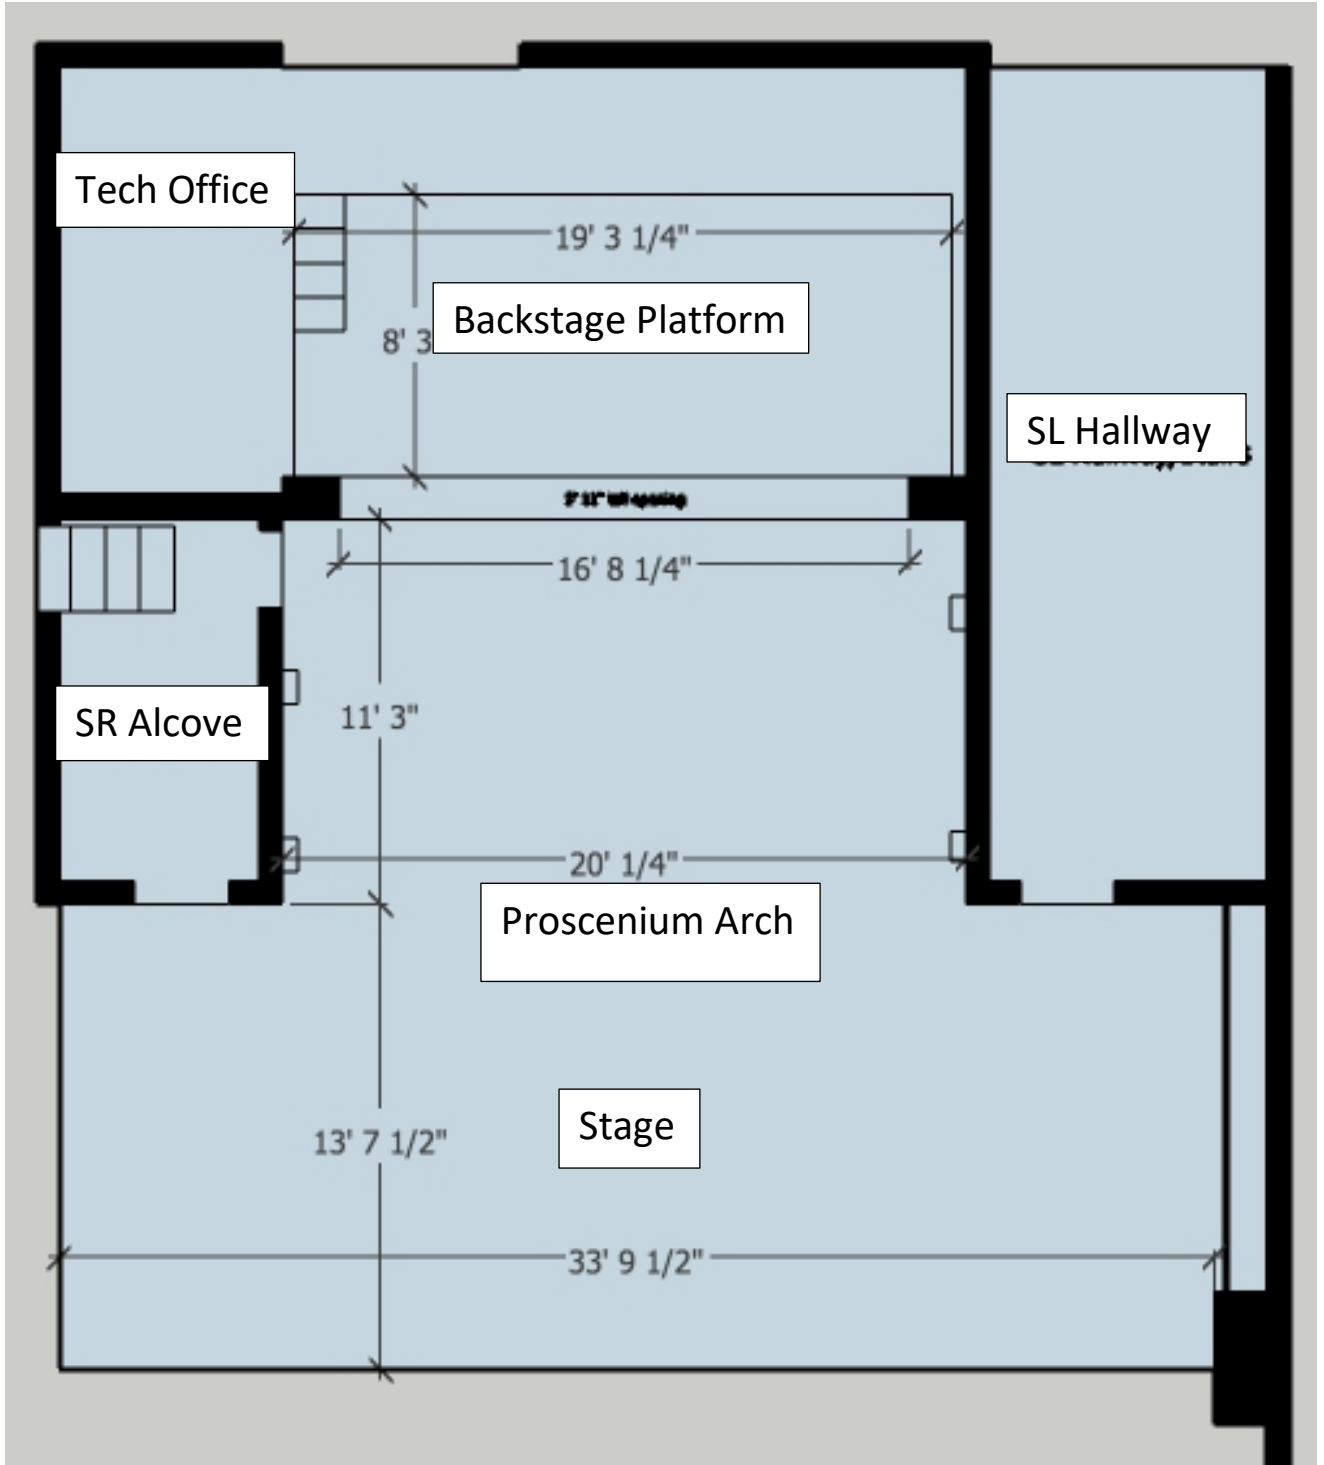 Tech Office
19' 3 1/4"
Backstage Platform
8' 3
SL Hallway
16' 8 1/4"
SR Alcove
11' 3"
20' 1/4"
Proscenium Arch
Stage
13' 7 1/2"
33' 9 1/2"